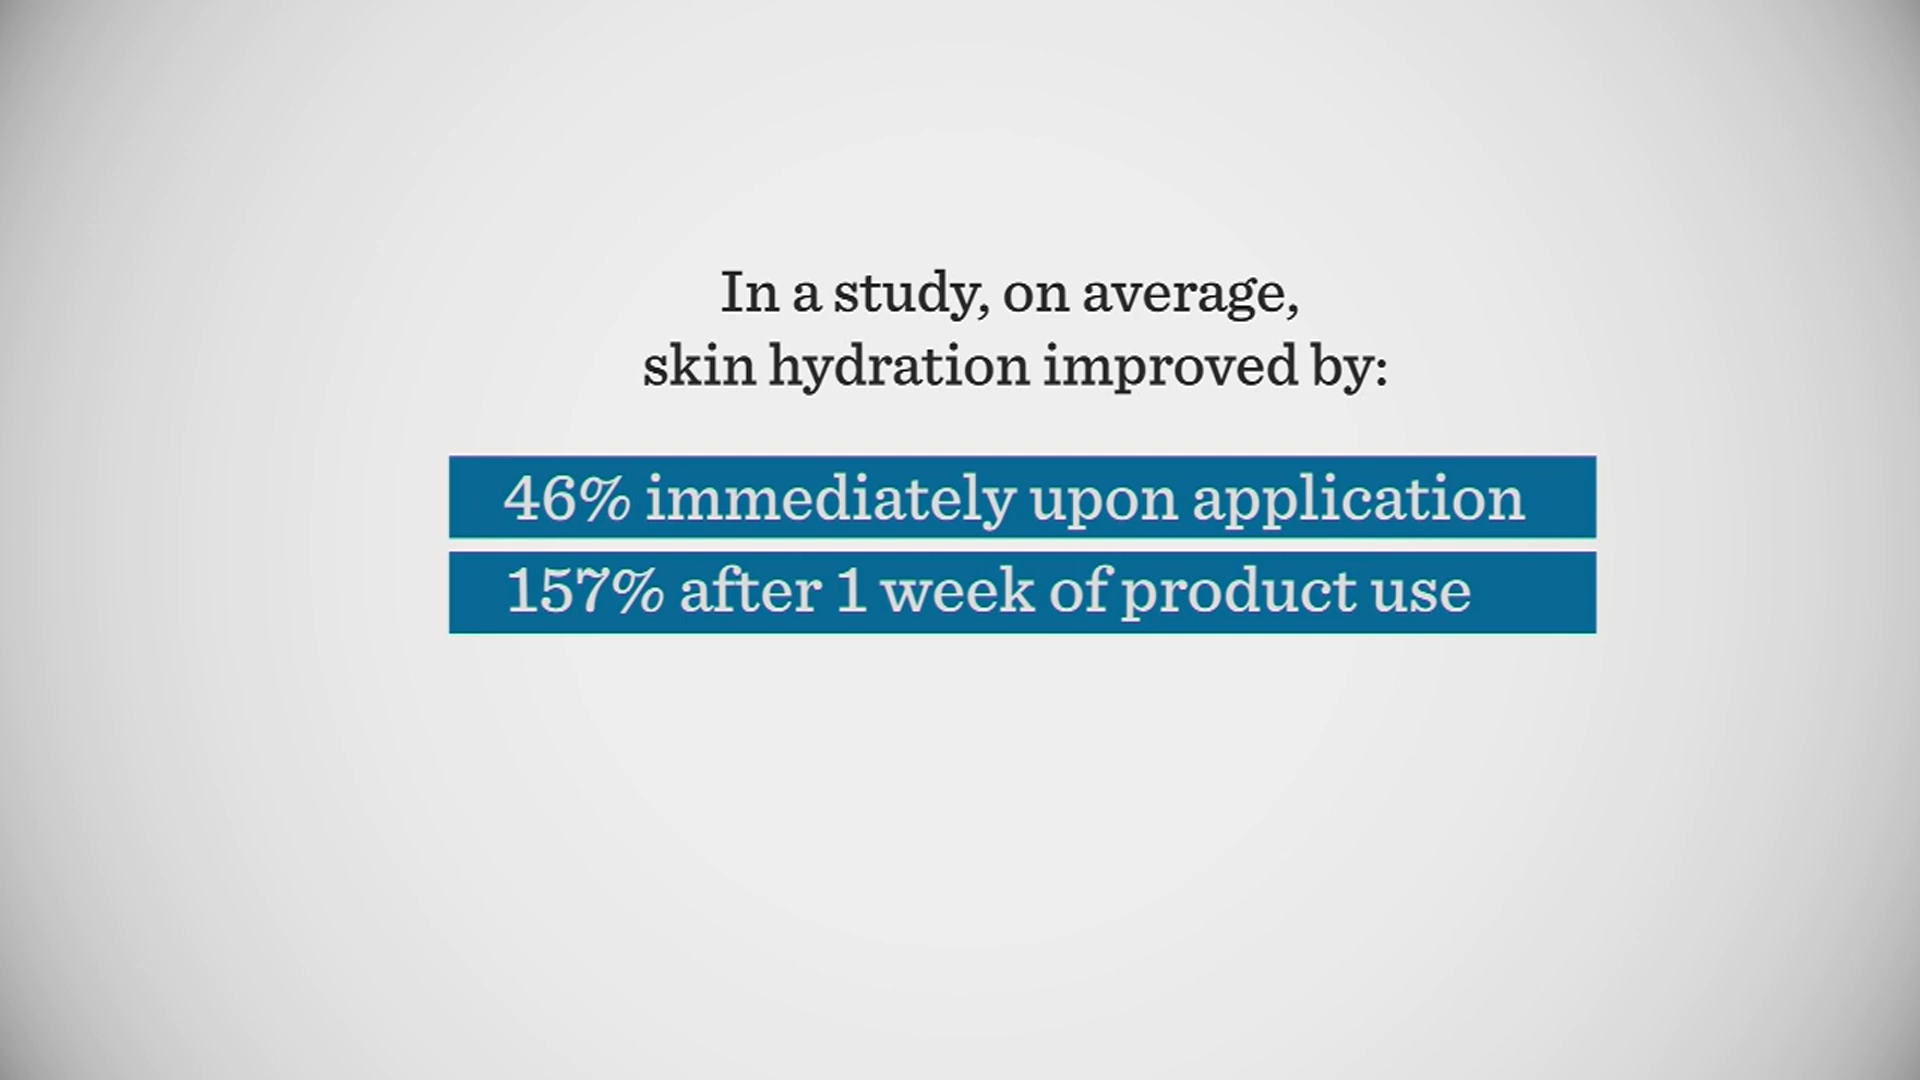 In a study, on average,
skin hydration improved by:
46% immediately upon application
157% after 1 week of product use